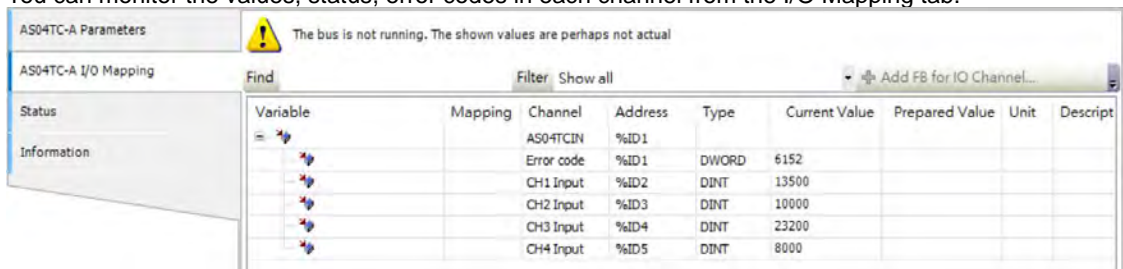 You can monitor the values, status, error codes in each channel from the I/O Mapping tab.
AS04TC-A Parameters
AS04TC-A I/O Mapping
Status
Information
The bus is not running. The shown values are perhaps not actual
Find Filter Show all Add FB for IO Channel...
Variable Mapping Channel Address Type Current Value Prepared Value Unit Descript
AS04TCIN %ID1
Error code %ID1 DWORD 6152
CH1 Input %ID2 DINT 13500
CH2 Input %ID3 DINT 10000
CH3 Input %ID4 DINT 23200
CH4 Input %ID5 DINT 8000